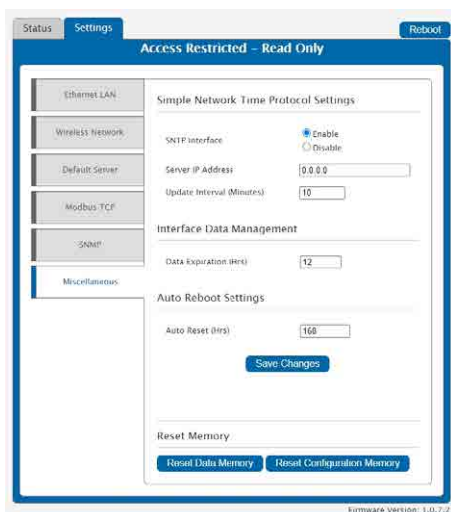 Status Settings Reboot
Access Restricted – Read Only
Ethernet LAN
Wireless Network
Default Server
Modbus TCP
SNMP
Miscellaneous
Simple Network Time Protocol Settings
SNTP Interface Enable
Disable
Server IP Address 0.0.0.0
Update Interval (Minutes) 10
Interface Data Management
Data Expiration (Hrs) 12
Auto Reboot Settings
Auto Reset (Hrs) 168
Save Changes
Reset Memory
Reset Data Memory Reset Configuration Memory
Firmware Version: 1.0.7.2